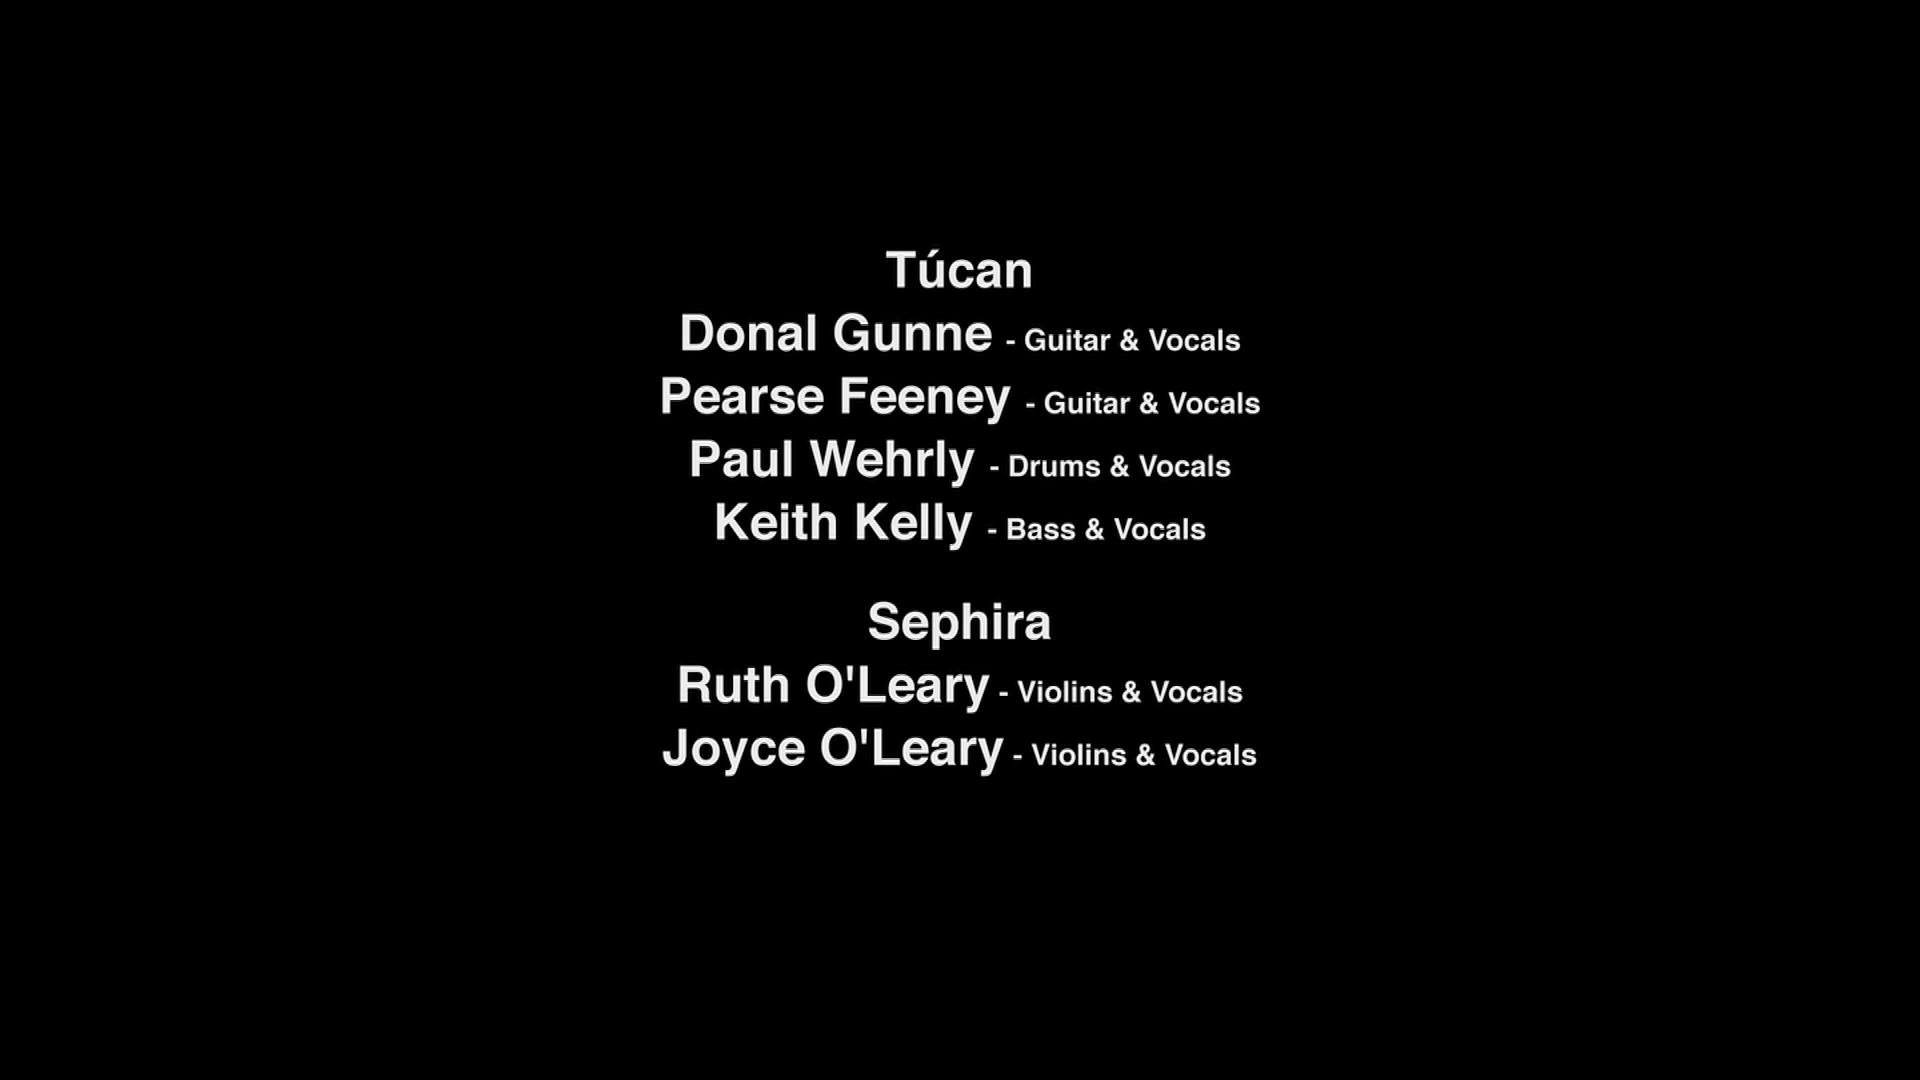 Túcan
Donal Gunne - Guitar & Vocals
Pearse Feeney - Guitar & Vocals
Paul Wehrly - Drums & Vocals
Keith Kelly - Bass & Vocals
Sephira
Ruth O'Leary - Violins & Vocals
Joyce O'Leary - Violins & Vocals